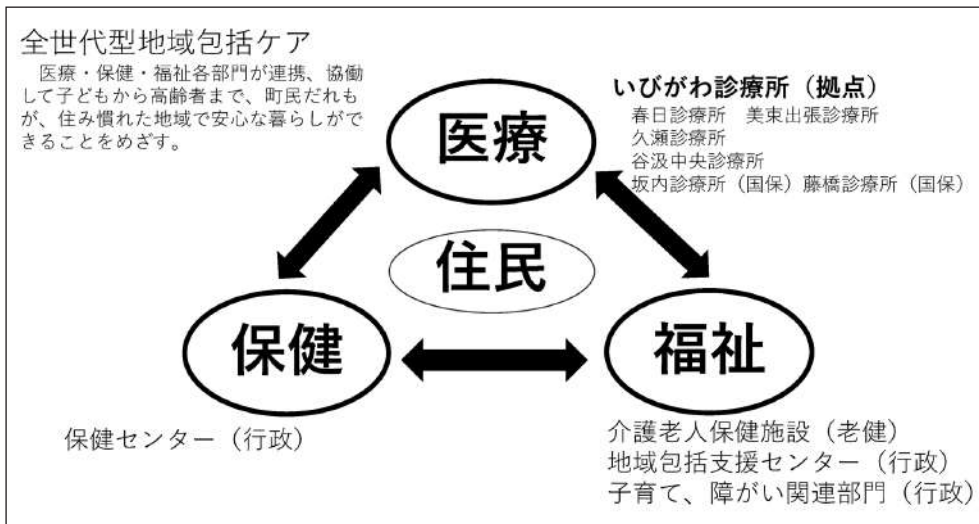 全世代型地域包括ケア
医療・保健・福祉各部門が連携、協働
して子どもから高齢者まで、町民だれも
が、住み慣れた地域で安心な暮らしがで
きることをめざす。
医療
いびがわ診療所（拠点）
春日診療所　美束出張診療所
久瀬診療所
谷汲中央診療所
坂内診療所（国保）藤橋診療所（国保）
住民
保健
福祉
保健センター（行政）
介護老人保健施設（老健）
地域包括支援センター（行政）
子育て、障がい関連部門（行政）